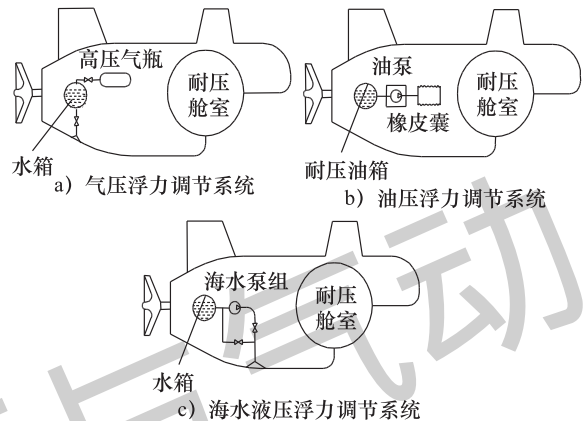 高压气瓶
耐压
舱室
水箱
a）气压浮力调节系统
油泵
橡皮囊
耐压
舱室
耐压油箱
b）油压浮力调节系统
海水泵组
耐压
舱室
水箱
c）海水液压浮力调节系统
与气动